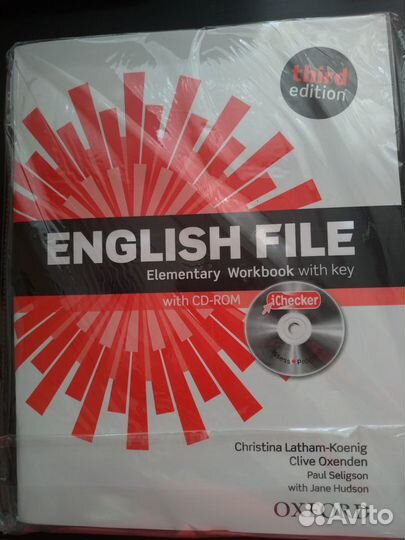 third
edition
ENGLISH FILE
Elementary Workbook with key
with CD-ROM
iChecker
Christina Latham-Koenig
Clive Oxenden
Paul Seligson
with Jane Hudson
OXFORD
Avito